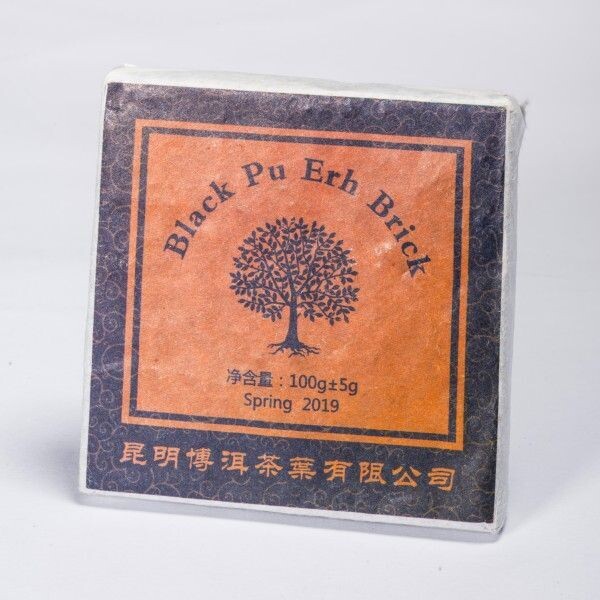 Black Pu Erh Brick
净含量：100g±5g
Spring 2019
昆明博洱茶葉有限公司